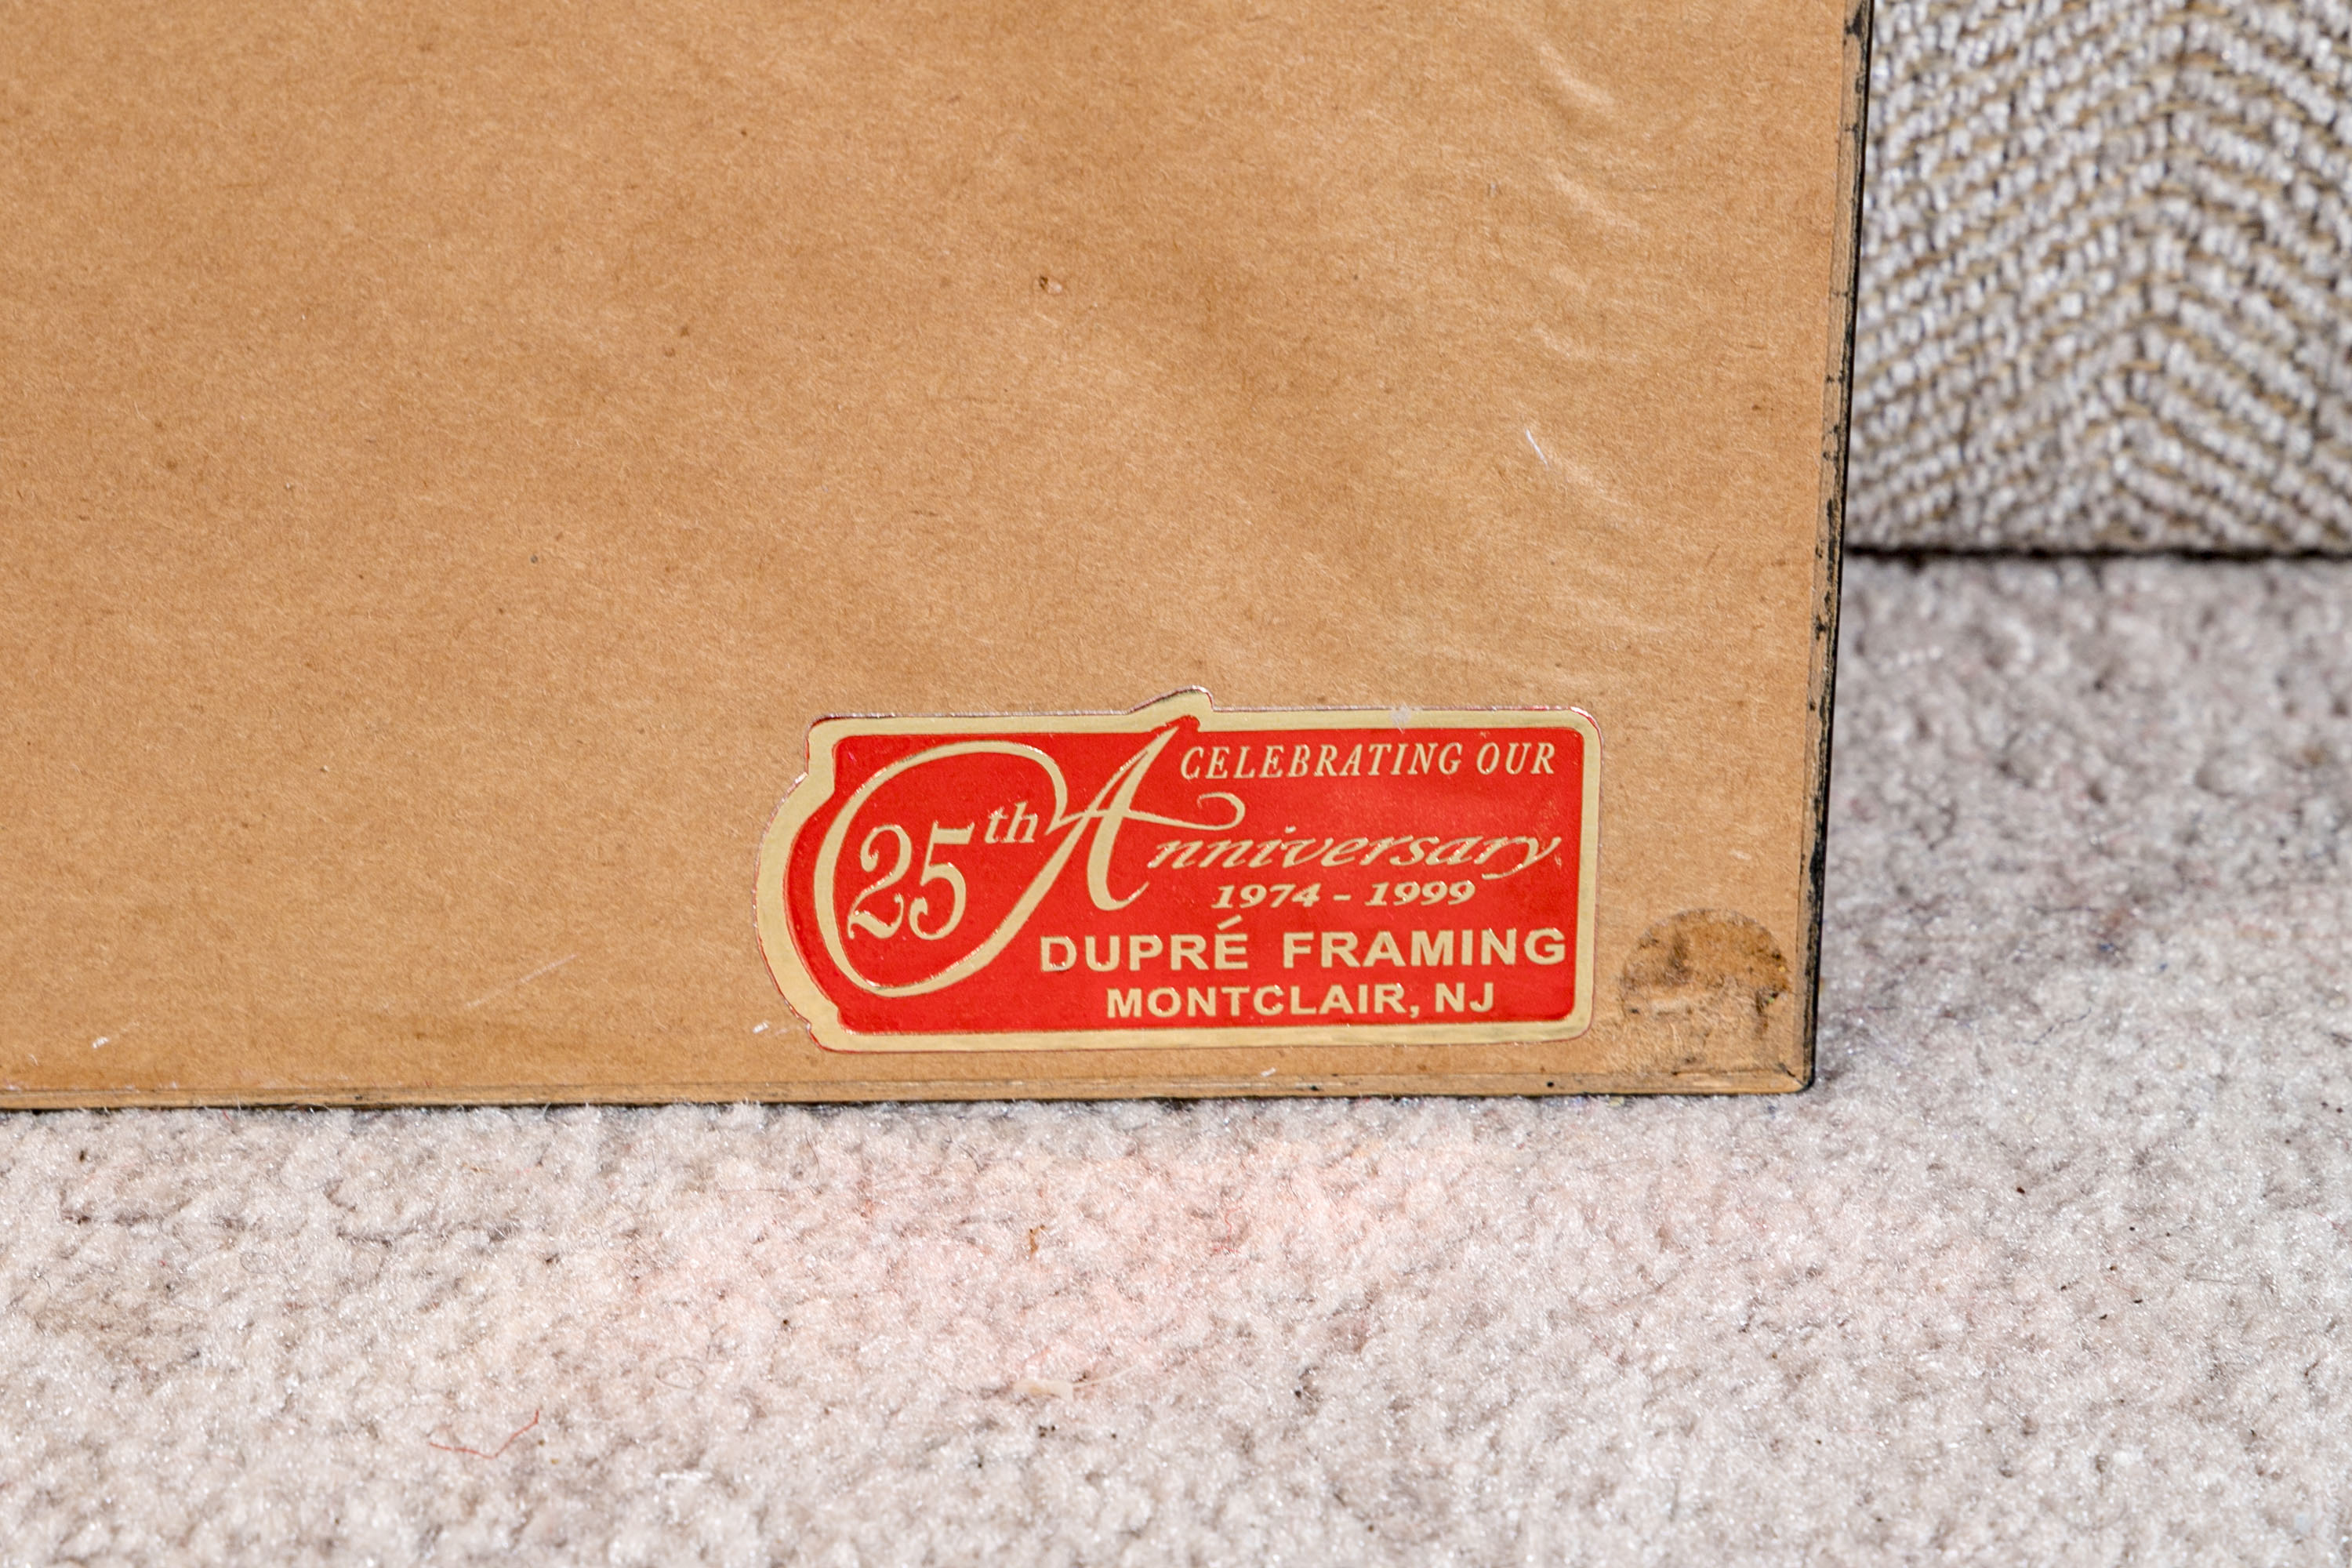 CELEBRATING OUR
25th Anniversary
1974 - 1999
DUPRÉ FRAMING
MONTCLAIR, NJ